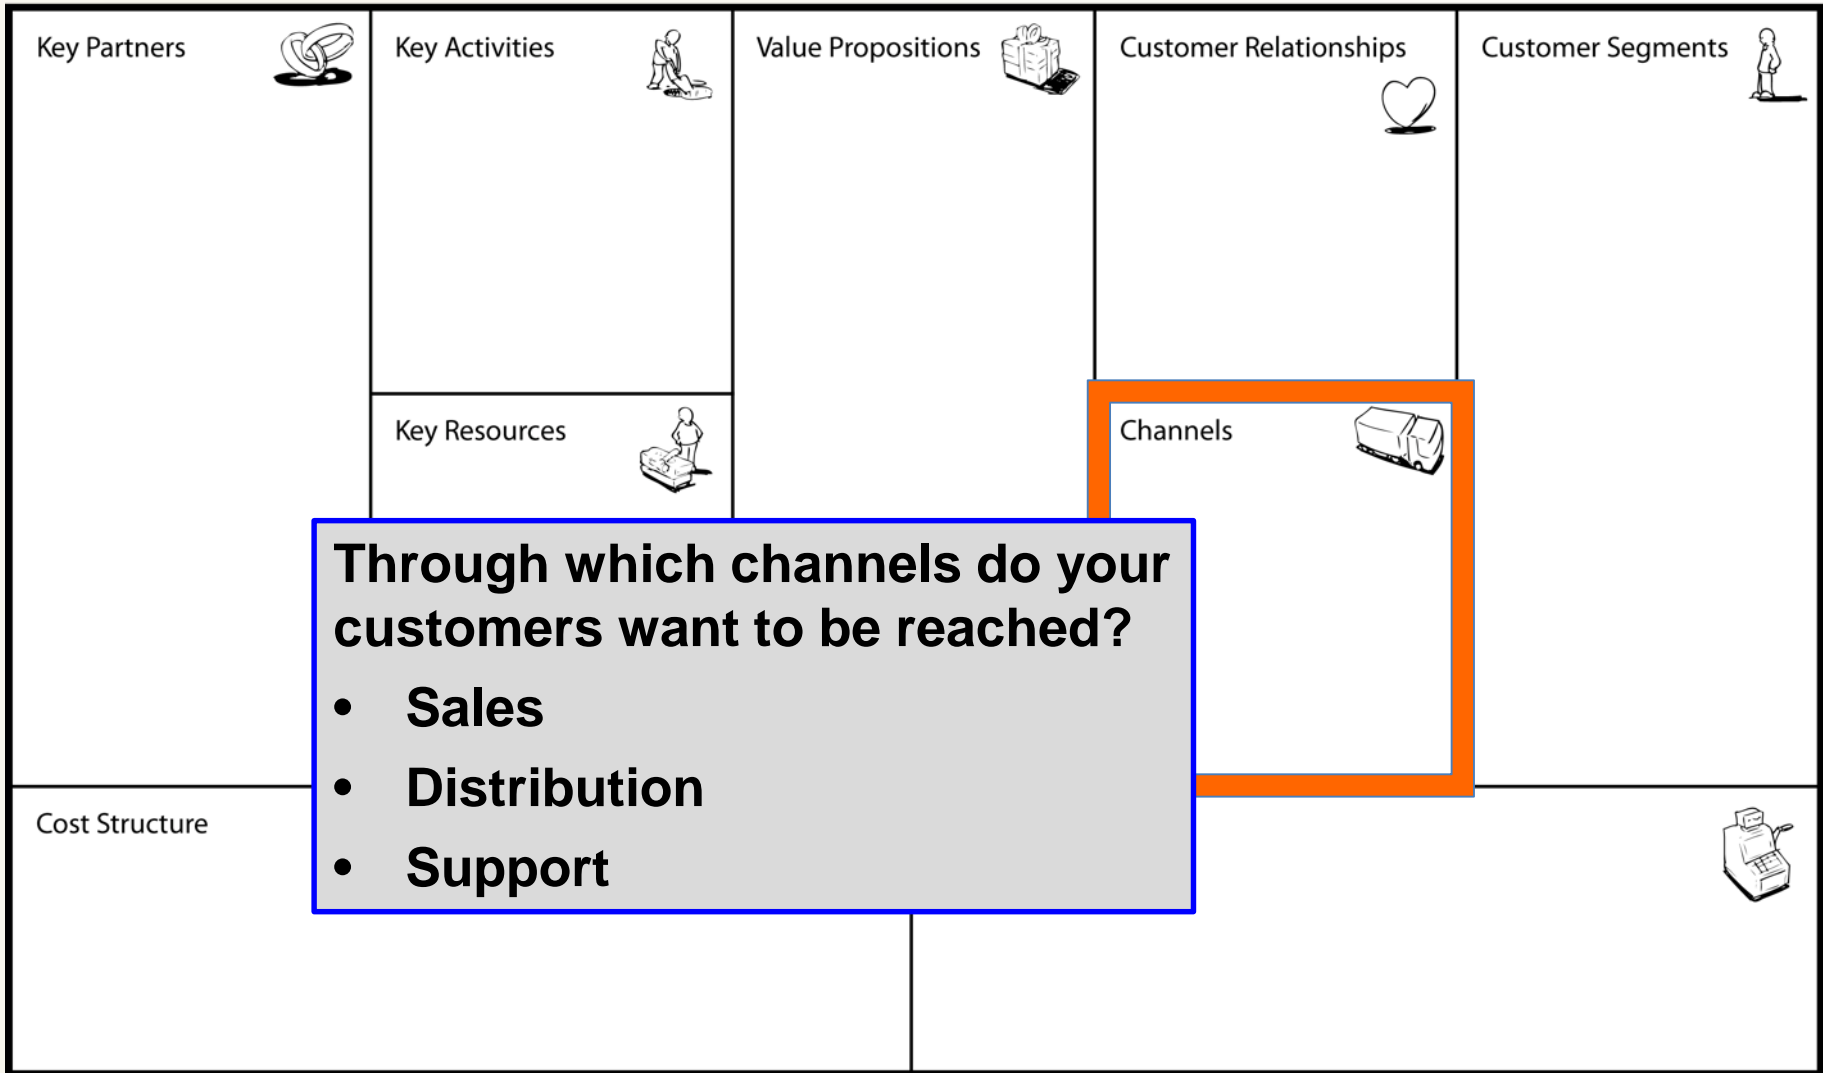 Key Partners
Key Activities
Value Propositions
Customer Relationships
Customer Segments
Key Resources
Channels
Through which channels do your
customers want to be reached?
• Sales
• Distribution
• Support
Cost Structure